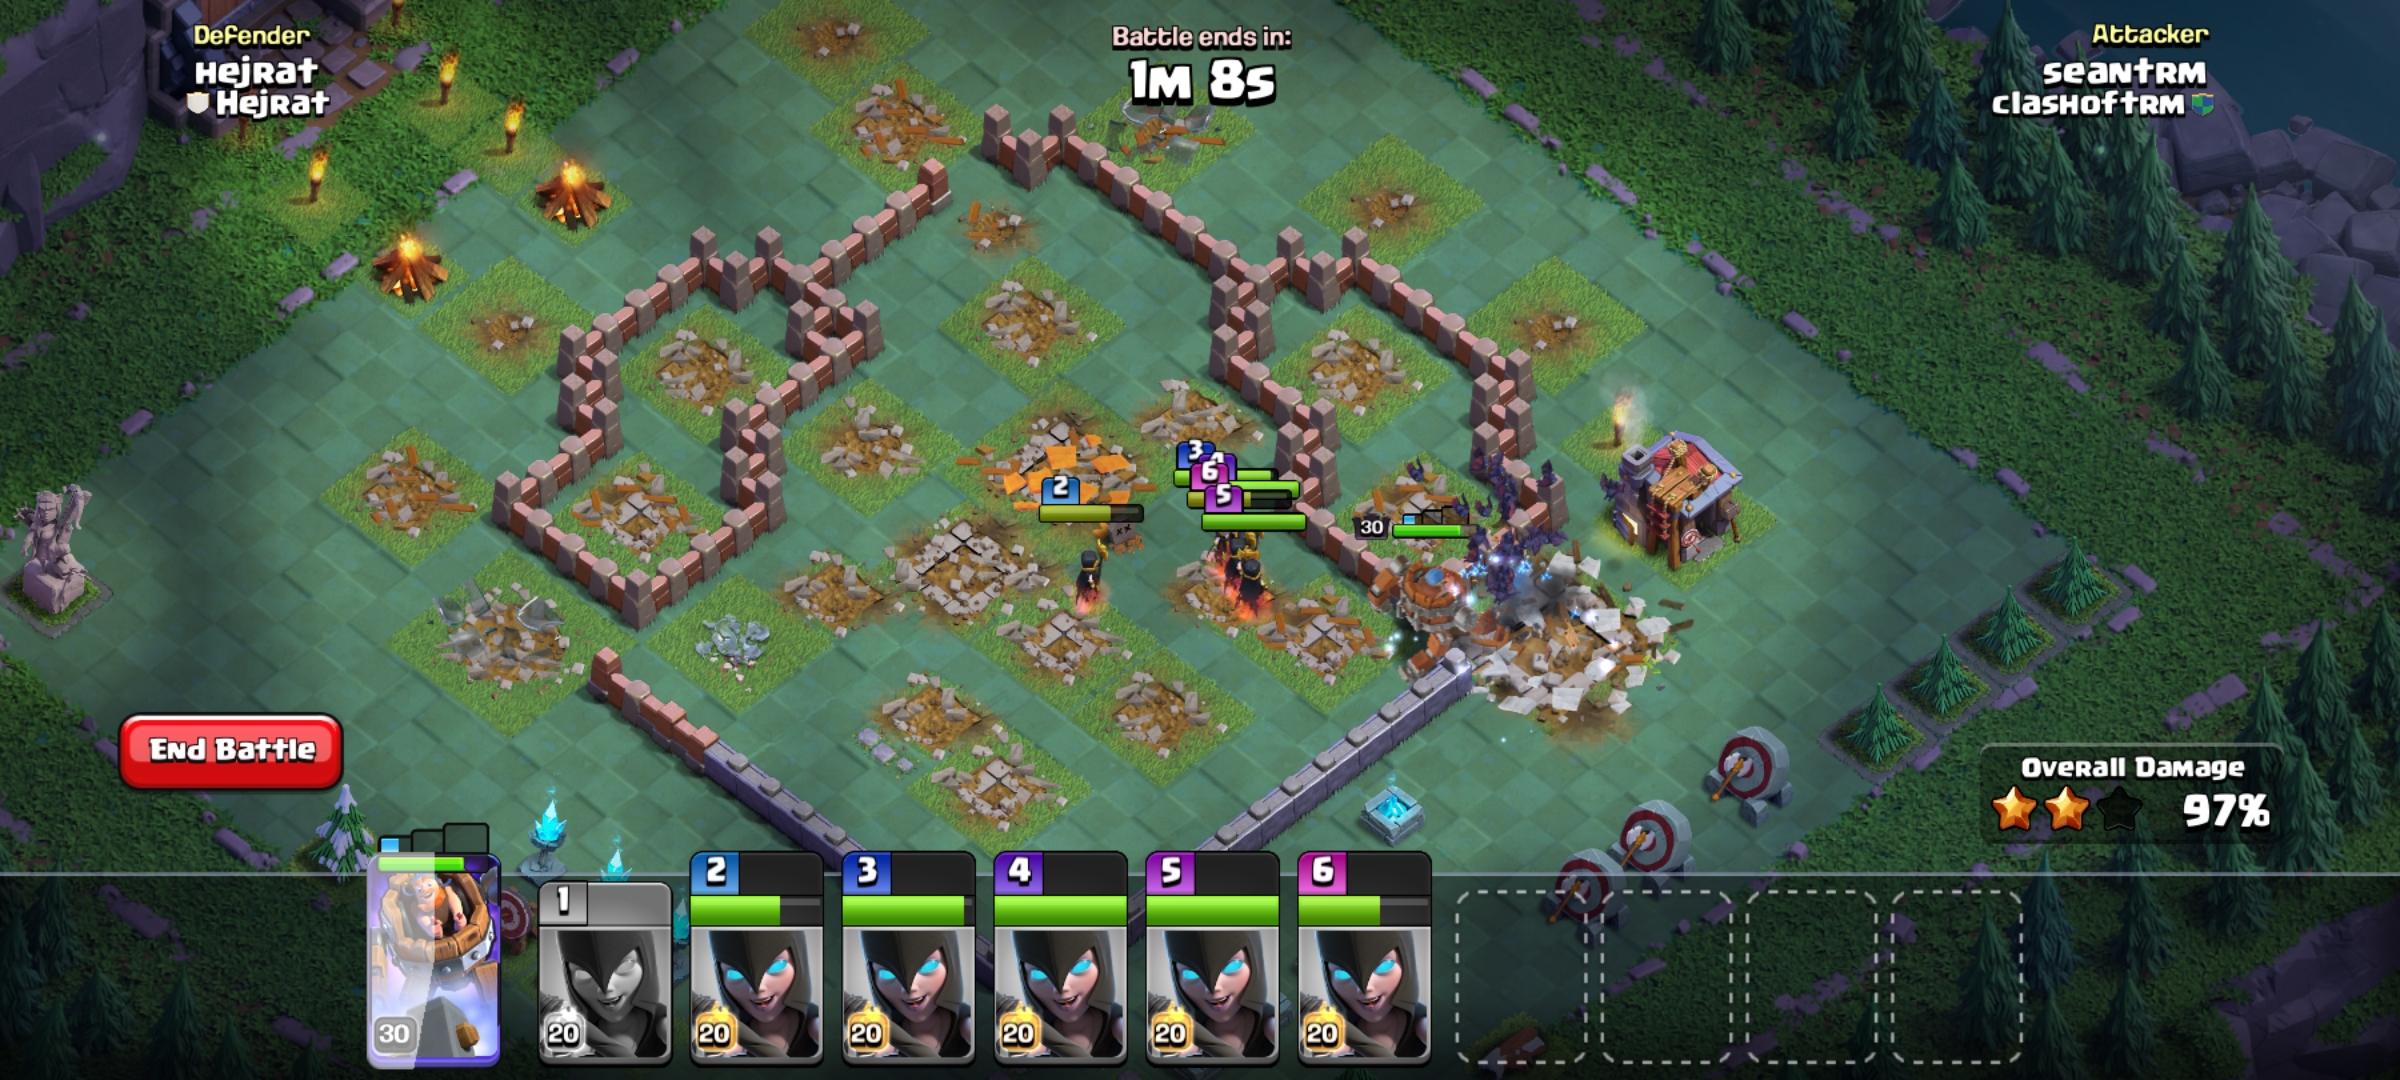 Defender
HejRat
HejRat
Battle ends in:
1M 8s
Attacker
seantRM
clashoftRM
3
4
6
5
2
30
End Battle
Overall Damage
97%
1
2
3
4
5
6
30
20
20
20
20
20
20